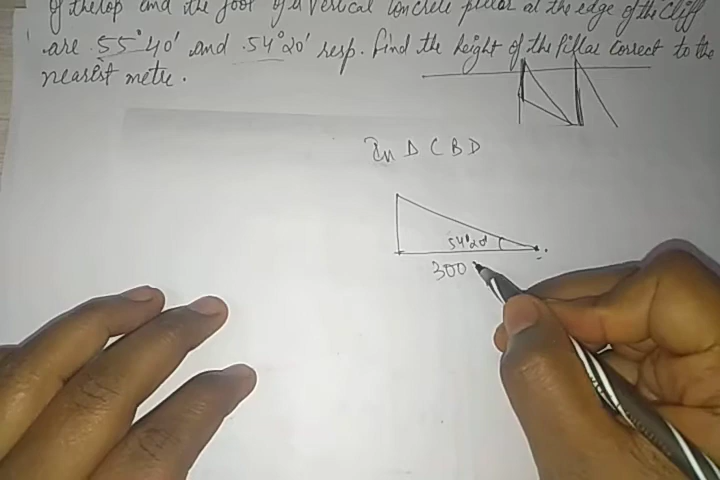 of the top and the foot of a vertical concrete pillar at the edge of the cliff
are 55°40' and 54°20' resp. find the height of the pillar correct to the
nearest metre.
In Δ CBD
54°20'
300